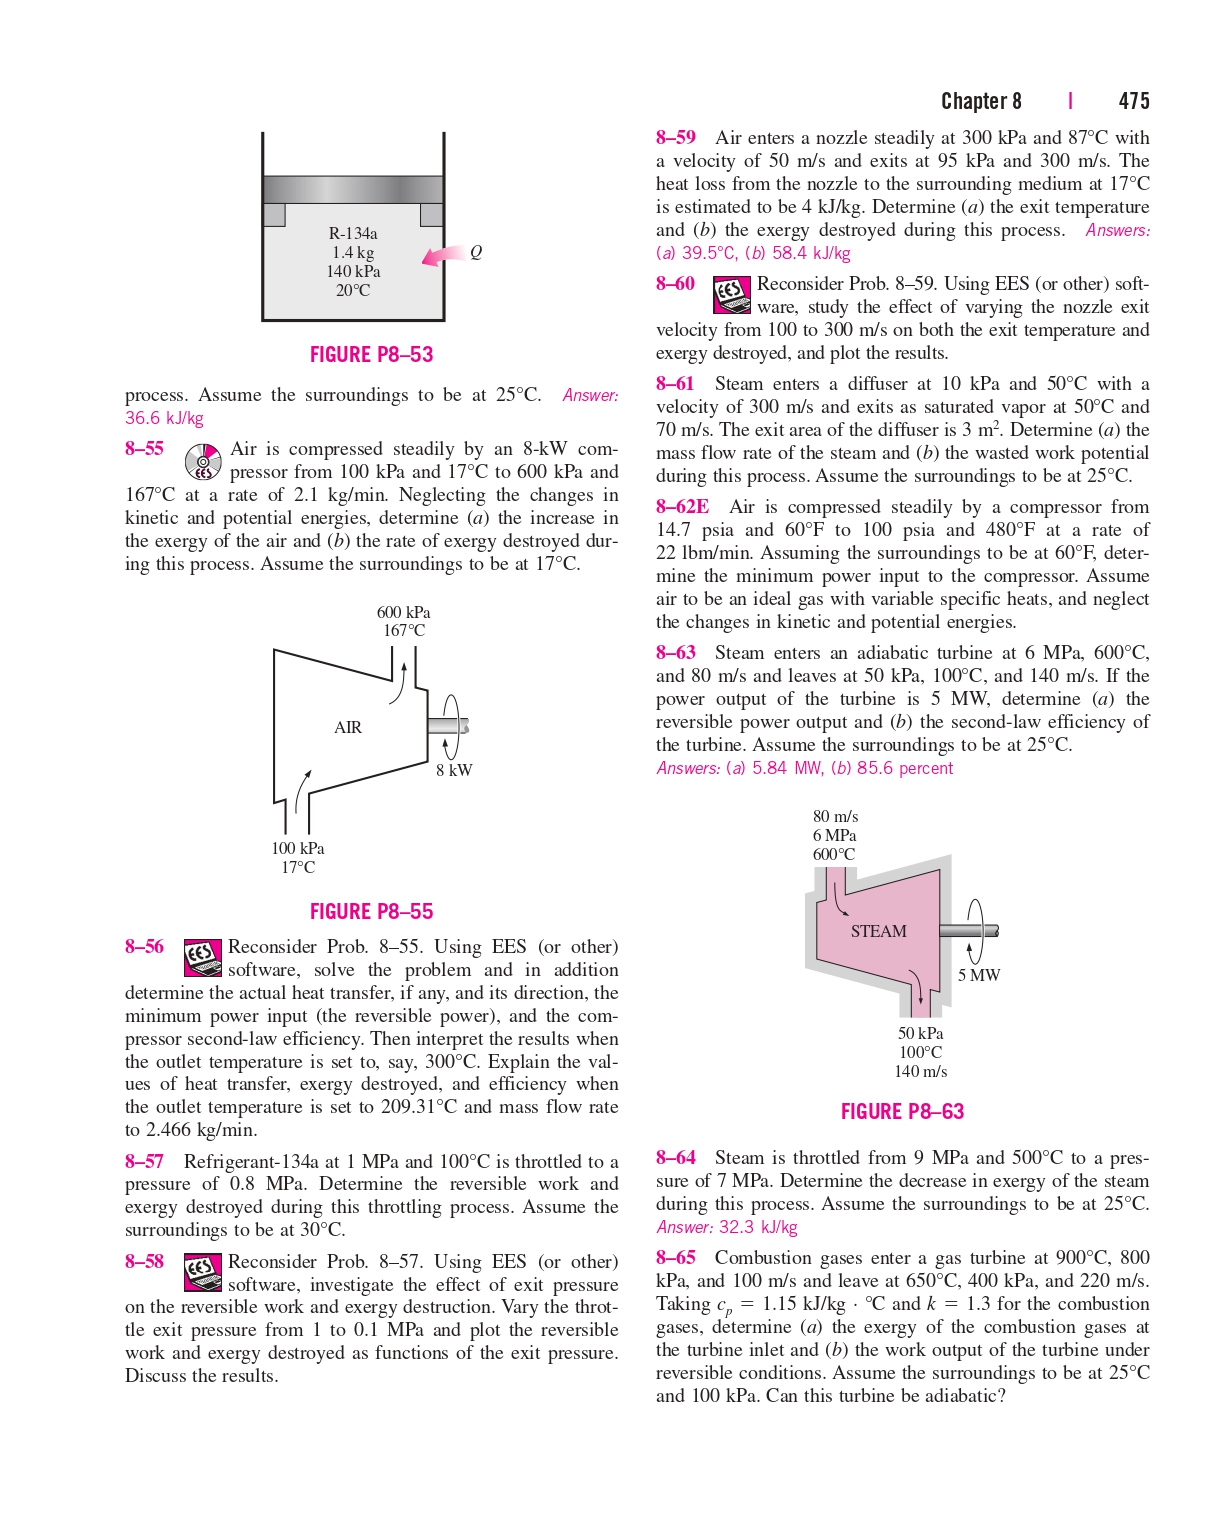 Chapter 8 | 475
R-134a
1.4 kg
140 kPa
20°C
Q
FIGURE P8–53
process. Assume the surroundings to be at 25°C. Answer:
36.6 kJ/kg
8–55 EES Air is compressed steadily by an 8-kW com-
pressor from 100 kPa and 17°C to 600 kPa and
167°C at a rate of 2.1 kg/min. Neglecting the changes in
kinetic and potential energies, determine (a) the increase in
the exergy of the air and (b) the rate of exergy destroyed dur-
ing this process. Assume the surroundings to be at 17°C.
600 kPa
167°C
AIR
8 kW
100 kPa
17°C
FIGURE P8–55
8–56 EES Reconsider Prob. 8–55. Using EES (or other)
software, solve the problem and in addition
determine the actual heat transfer, if any, and its direction, the
minimum power input (the reversible power), and the com-
pressor second-law efficiency. Then interpret the results when
the outlet temperature is set to, say, 300°C. Explain the val-
ues of heat transfer, exergy destroyed, and efficiency when
the outlet temperature is set to 209.31°C and mass flow rate
to 2.466 kg/min.
8–57 Refrigerant-134a at 1 MPa and 100°C is throttled to a
pressure of 0.8 MPa. Determine the reversible work and
exergy destroyed during this throttling process. Assume the
surroundings to be at 30°C.
8–58 EES Reconsider Prob. 8–57. Using EES (or other)
software, investigate the effect of exit pressure
on the reversible work and exergy destruction. Vary the throt-
tle exit pressure from 1 to 0.1 MPa and plot the reversible
work and exergy destroyed as functions of the exit pressure.
Discuss the results.
8–59 Air enters a nozzle steadily at 300 kPa and 87°C with
a velocity of 50 m/s and exits at 95 kPa and 300 m/s. The
heat loss from the nozzle to the surrounding medium at 17°C
is estimated to be 4 kJ/kg. Determine (a) the exit temperature
and (b) the exergy destroyed during this process. Answers:
(a) 39.5°C, (b) 58.4 kJ/kg
8–60 EES Reconsider Prob. 8–59. Using EES (or other) soft-
ware, study the effect of varying the nozzle exit
velocity from 100 to 300 m/s on both the exit temperature and
exergy destroyed, and plot the results.
8–61 Steam enters a diffuser at 10 kPa and 50°C with a
velocity of 300 m/s and exits as saturated vapor at 50°C and
70 m/s. The exit area of the diffuser is 3 m². Determine (a) the
mass flow rate of the steam and (b) the wasted work potential
during this process. Assume the surroundings to be at 25°C.
8–62E Air is compressed steadily by a compressor from
14.7 psia and 60°F to 100 psia and 480°F at a rate of
22 lbm/min. Assuming the surroundings to be at 60°F, deter-
mine the minimum power input to the compressor. Assume
air to be an ideal gas with variable specific heats, and neglect
the changes in kinetic and potential energies.
8–63 Steam enters an adiabatic turbine at 6 MPa, 600°C,
and 80 m/s and leaves at 50 kPa, 100°C, and 140 m/s. If the
power output of the turbine is 5 MW, determine (a) the
reversible power output and (b) the second-law efficiency of
the turbine. Assume the surroundings to be at 25°C.
Answers: (a) 5.84 MW, (b) 85.6 percent
80 m/s
6 MPa
600°C
STEAM
5 MW
50 kPa
100°C
140 m/s
FIGURE P8–63
8–64 Steam is throttled from 9 MPa and 500°C to a pres-
sure of 7 MPa. Determine the decrease in exergy of the steam
during this process. Assume the surroundings to be at 25°C.
Answer: 32.3 kJ/kg
8–65 Combustion gases enter a gas turbine at 900°C, 800
kPa, and 100 m/s and leave at 650°C, 400 kPa, and 220 m/s.
Taking cₚ = 1.15 kJ/kg · °C and k = 1.3 for the combustion
gases, determine (a) the exergy of the combustion gases at
the turbine inlet and (b) the work output of the turbine under
reversible conditions. Assume the surroundings to be at 25°C
and 100 kPa. Can this turbine be adiabatic?